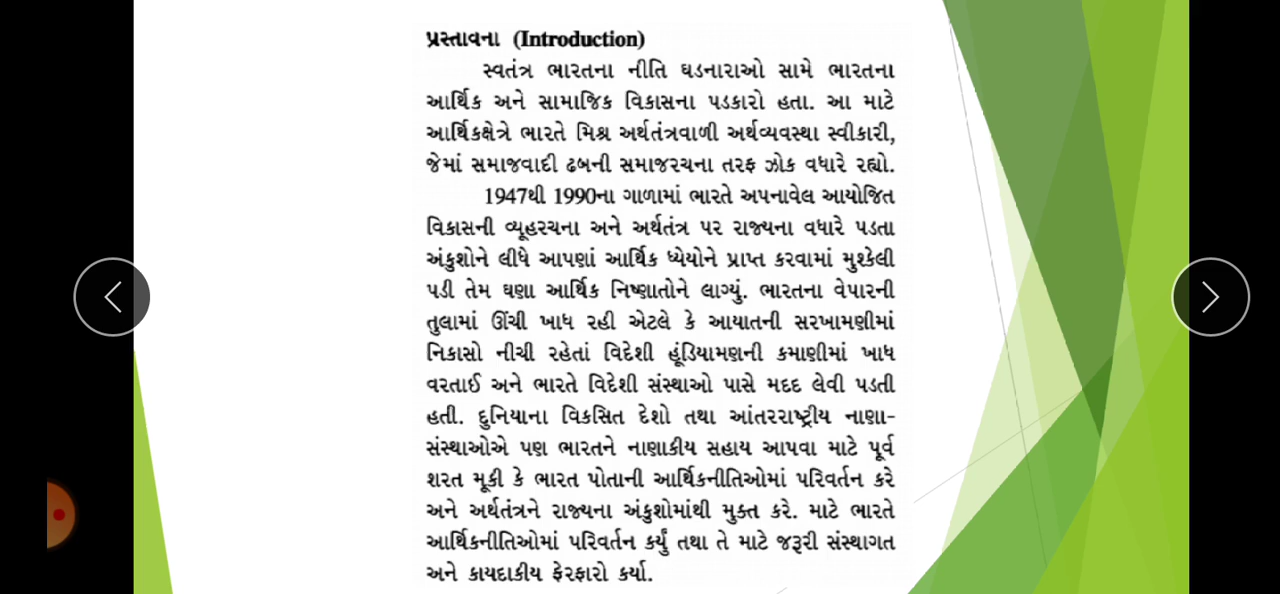 પ્રસ્તાવના (Introduction)
સ્વતંત્ર ભારતના નીતિ ઘડનારાઓ સામે ભારતના
આર્થિક અને સામાજિક વિકાસના પડકારો હતા. આ માટે
આર્થિકક્ષેત્રે ભારતે મિશ્ર અર્થતંત્રવાળી અર્થવ્યવસ્થા સ્વીકારી,
જેમાં સમાજવાદી ઢબની સમાજરચના તરફ ઝોક વધારે રહ્યો.
1947થી 1990ના ગાળામાં ભારતે અપનાવેલ આયોજિત
વિકાસની વ્યૂહરચના અને અર્થતંત્ર પર રાજ્યના વધારે પડતા
અંકુશોને લીધે આપણાં આર્થિક ધ્યેયોને પ્રાપ્ત કરવામાં મુશ્કેલી
પડી તેમ ઘણા આર્થિક નિષ્ણાતોને લાગ્યું. ભારતના વેપારની
તુલામાં ઊંચી ખાધ રહી એટલે કે આયાતની સરખામણીમાં
નિકાસો નીચી રહેતાં વિદેશી હૂંડિયામણની કમાણીમાં ખાધ
વરતાઈ અને ભારતે વિદેશી સંસ્થાઓ પાસે મદદ લેવી પડતી
હતી. દુનિયાના વિકસિત દેશો તથા આંતરરાષ્ટ્રીય નાણા-
સંસ્થાઓએ પણ ભારતને નાણાકીય સહાય આપવા માટે પૂર્વ
શરત મૂકી કે ભારત પોતાની આર્થિકનીતિઓમાં પરિવર્તન કરે
અને અર્થતંત્રને રાજ્યના અંકુશોમાંથી મુક્ત કરે. માટે ભારતે
આર્થિકનીતિઓમાં પરિવર્તન કર્યું તથા તે માટે જરૂરી સંસ્થાગત
અને કાયદાકીય ફેરફારો કર્યા.